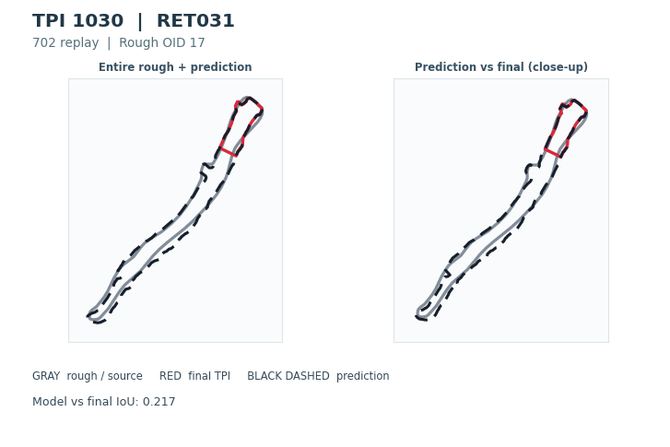 TPI 1030 | RET031
702 replay | Rough OID 17
Entire rough + prediction
Prediction vs final (close-up)
GRAY rough / source RED final TPI BLACK DASHED prediction
Model vs final IoU: 0.217